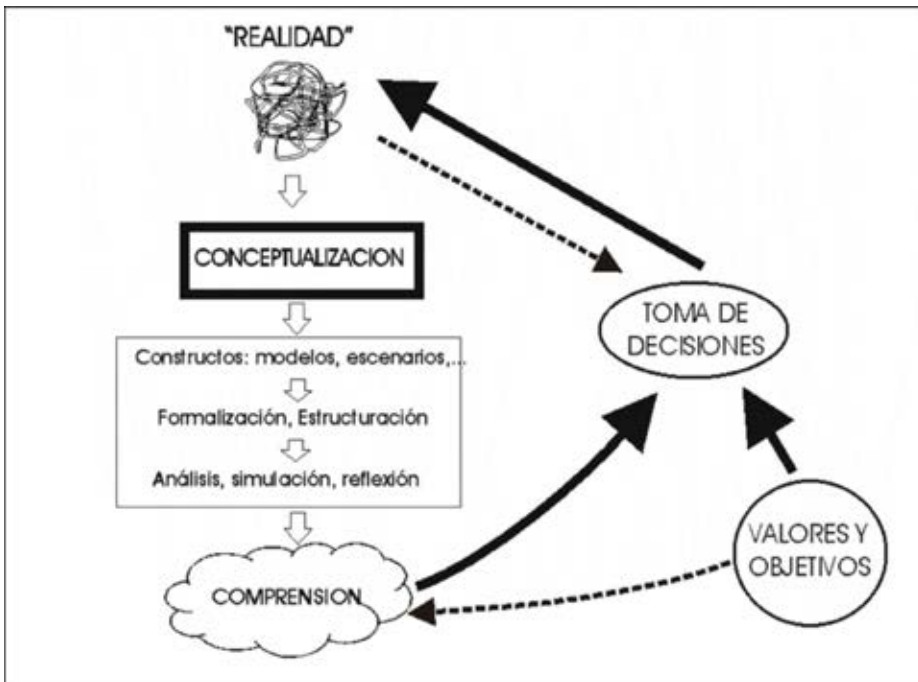 "REALIDAD"
CONCEPTUALIZACION
Constructos: modelos, escenarios,...
Formalización, Estructuración
Análisis, simulación, reflexión
COMPRENSION
TOMA DE
DECISIONES
VALORES Y
OBJETIVOS